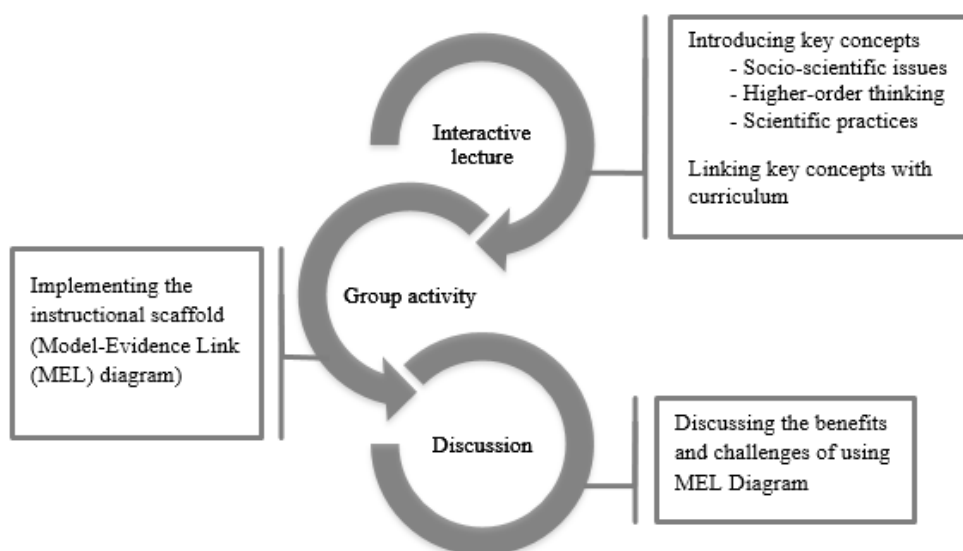 Introducing key concepts
- Socio-scientific issues
- Higher-order thinking
- Scientific practices
Linking key concepts with
curriculum
Interactive
lecture
Implementing the
instructional scaffold
(Model-Evidence Link
(MEL) diagram)
Group activity
Discussion
Discussing the benefits
and challenges of using
MEL Diagram